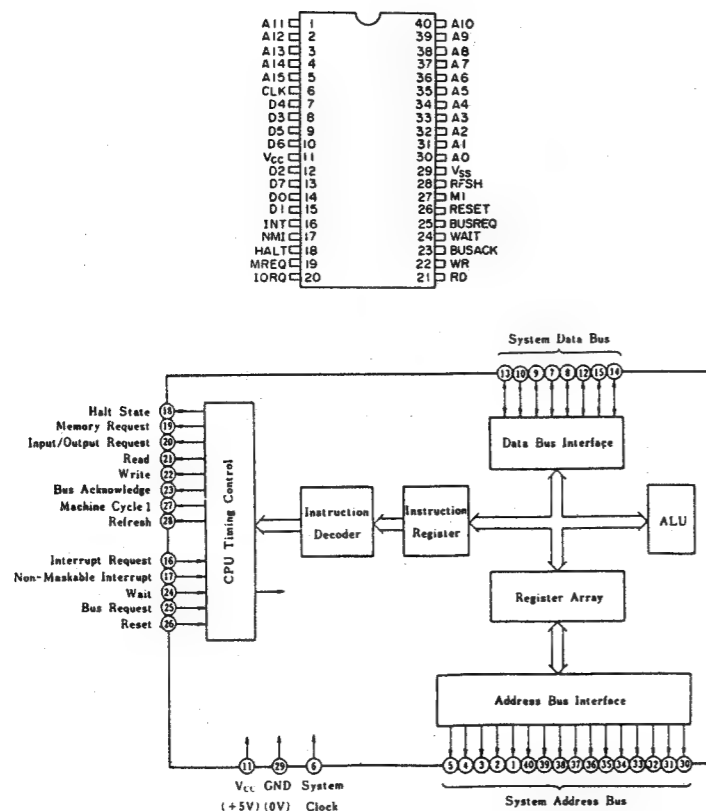 A11 1 40 A10
A12 2 39 A9
A13 3 38 A8
A14 4 37 A7
A15 5 36 A6
CLK 6 35 A5
D4 7 34 A4
D3 8 33 A3
D5 9 32 A2
D6 10 31 A1
VCC 11 30 A0
D2 12 29 VSS
D7 13 28 RFSH
D0 14 27 M1
D1 15 26 RESET
INT 16 25 BUSREQ
NMI 17 24 WAIT
HALT 18 23 BUSACK
MREQ 19 22 WR
IORQ 20 21 RD
System Data Bus
13 10 9 7 8 12 15 14
Data Bus Interface
Halt State 18
Memory Request 19
Input/Output Request 20
Read 21
Write 22
Bus Acknowledge 23
Machine Cycle 1 27
Refresh 28
Interrupt Request 16
Non-Maskable Interrupt 17
Wait 24
Bus Request 25
Reset 26
CPU Timing Control
Instruction
Decoder
Instruction
Register
ALU
Register Array
Address Bus Interface
11 29 6
VCC GND System
(+5V) (0V) Clock
5 4 3 2 1 40 39 38 37 36 35 34 33 32 31 30
System Address Bus